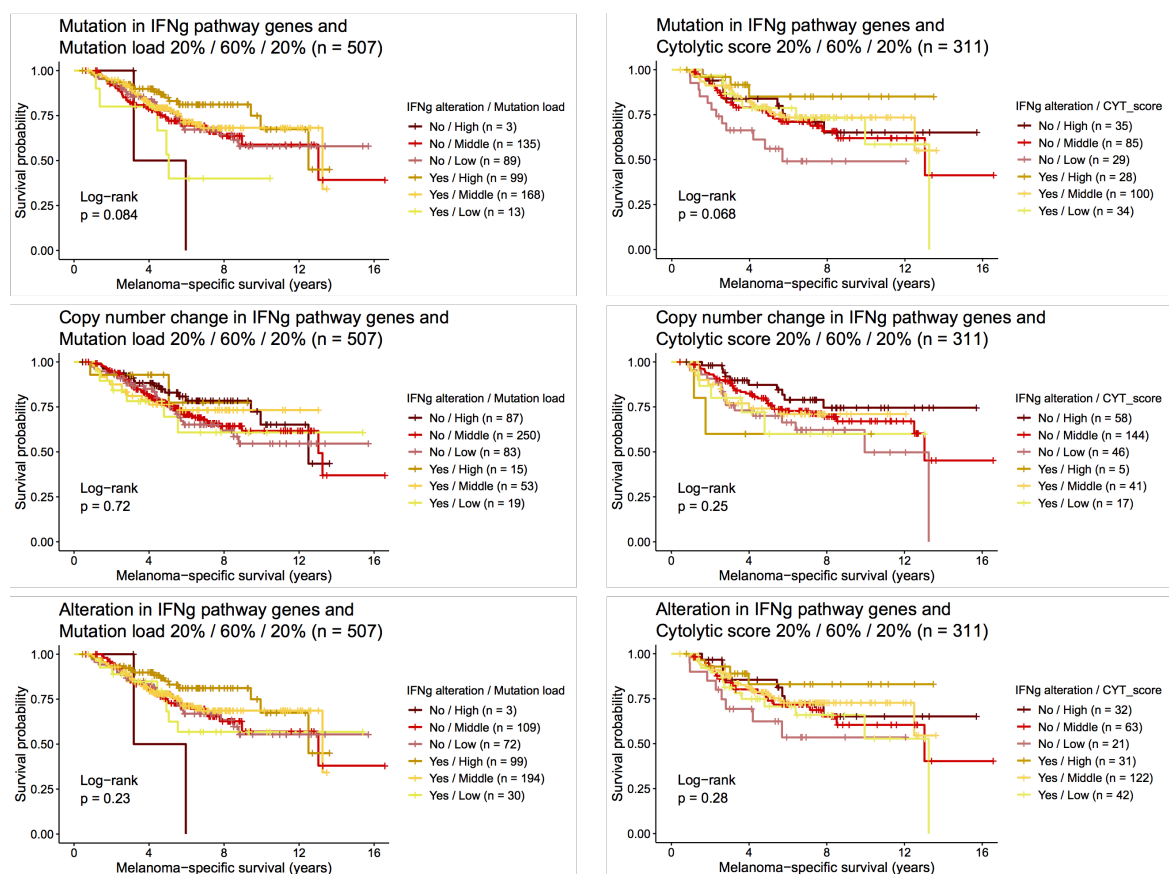 Mutation in IFNg pathway genes and
Mutation load 20% / 60% / 20% (n = 507)
Survival probability
1.00
0.75
0.50
0.25
0.00
Log-rank
p = 0.084
0 4 8 12 16
Melanoma−specific survival (years)
IFNg alteration / Mutation load
No / High (n = 3)
No / Middle (n = 135)
No / Low (n = 89)
Yes / High (n = 99)
Yes / Middle (n = 168)
Yes / Low (n = 13)
Mutation in IFNg pathway genes and
Cytolytic score 20% / 60% / 20% (n = 311)
Survival probability
1.00
0.75
0.50
0.25
0.00
Log-rank
p = 0.068
0 4 8 12 16
Melanoma−specific survival (years)
IFNg alteration / CYT_score
No / High (n = 35)
No / Middle (n = 85)
No / Low (n = 29)
Yes / High (n = 28)
Yes / Middle (n = 100)
Yes / Low (n = 34)
Copy number change in IFNg pathway genes and
Mutation load 20% / 60% / 20% (n = 507)
Survival probability
1.00
0.75
0.50
0.25
0.00
Log-rank
p = 0.72
0 4 8 12 16
Melanoma−specific survival (years)
IFNg alteration / Mutation load
No / High (n = 87)
No / Middle (n = 250)
No / Low (n = 83)
Yes / High (n = 15)
Yes / Middle (n = 53)
Yes / Low (n = 19)
Copy number change in IFNg pathway genes and
Cytolytic score 20% / 60% / 20% (n = 311)
Survival probability
1.00
0.75
0.50
0.25
0.00
Log-rank
p = 0.25
0 4 8 12 16
Melanoma−specific survival (years)
IFNg alteration / CYT_score
No / High (n = 58)
No / Middle (n = 144)
No / Low (n = 46)
Yes / High (n = 5)
Yes / Middle (n = 41)
Yes / Low (n = 17)
Alteration in IFNg pathway genes and
Mutation load 20% / 60% / 20% (n = 507)
Survival probability
1.00
0.75
0.50
0.25
0.00
Log-rank
p = 0.23
0 4 8 12 16
Melanoma−specific survival (years)
IFNg alteration / Mutation load
No / High (n = 3)
No / Middle (n = 109)
No / Low (n = 72)
Yes / High (n = 99)
Yes / Middle (n = 194)
Yes / Low (n = 30)
Alteration in IFNg pathway genes and
Cytolytic score 20% / 60% / 20% (n = 311)
Survival probability
1.00
0.75
0.50
0.25
0.00
Log-rank
p = 0.28
0 4 8 12 16
Melanoma−specific survival (years)
IFNg alteration / CYT_score
No / High (n = 32)
No / Middle (n = 63)
No / Low (n = 21)
Yes / High (n = 31)
Yes / Middle (n = 122)
Yes / Low (n = 42)